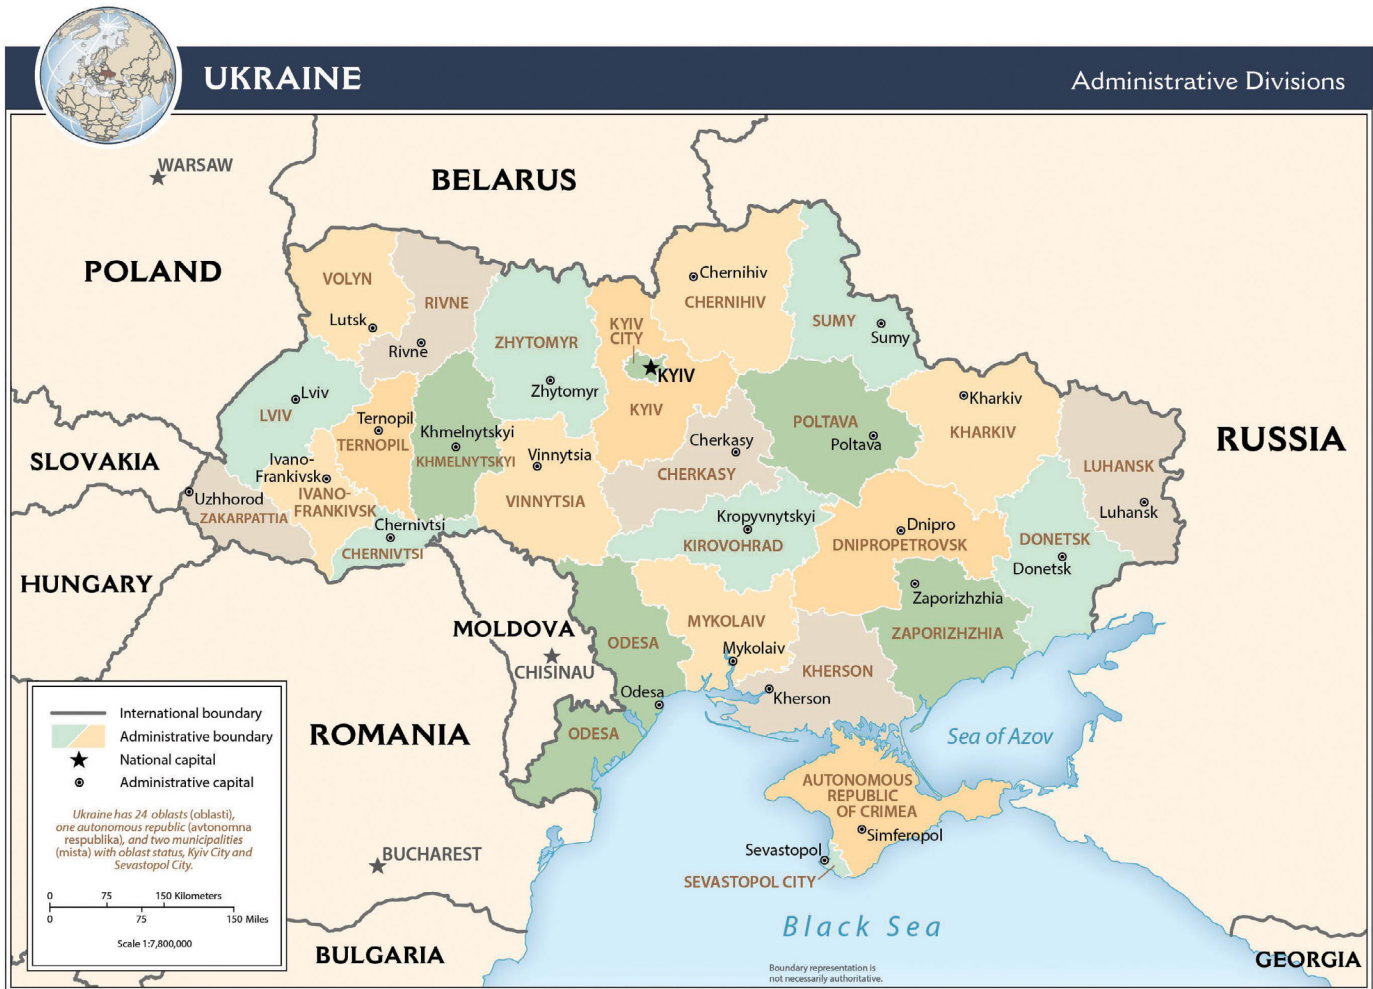 UKRAINE
Administrative Divisions
WARSAW
BELARUS
POLAND
VOLYN
Lutsk
RIVNE
Rivne
ZHYTOMYR
Zhytomyr
KYIV
CITY
KYIV
KYIV
Chernihiv
CHERNIHIV
SUMY
Sumy
Lviv
LVIV
Ternopil
TERNOPIL
Khmelnytskyi
KHMELNYTSKYI
Vinnytsia
VINNYTSIA
Cherkasy
CHERKASY
POLTAVA
Poltava
Kharkiv
KHARKIV
LUHANSK
Luhansk
RUSSIA
SLOVAKIA
Uzhhorod
ZAKARPATTIA
Ivano-
Frankivsk
IVANO-
FRANKIVSK
Chernivtsi
CHERNIVTSI
Kropyvnytskyi
KIROVOHRAD
Dnipro
DNIPROPETROVSK
DONETSK
Donetsk
HUNGARY
MOLDOVA
CHISINAU
ODESA
Odesa
ODESA
MYKOLAIV
Mykolaiv
Zaporizhzhia
ZAPORIZHZHIA
KHERSON
Kherson
ROMANIA
Sea of Azov
AUTONOMOUS
REPUBLIC
OF CRIMEA
Simferopol
Sevastopol
SEVASTOPOL CITY
BUCHAREST
Black Sea
BULGARIA
GEORGIA
International boundary
Administrative boundary
National capital
Administrative capital
Ukraine has 24 oblasts (oblasti),
one autonomous republic (avtonomna
respublika), and two municipalities
(mista) with oblast status, Kyiv City and
Sevastopol City.
0 75 150 Kilometers
0 75 150 Miles
Scale 1:7,800,000
Boundary representation is
not necessarily authoritative.